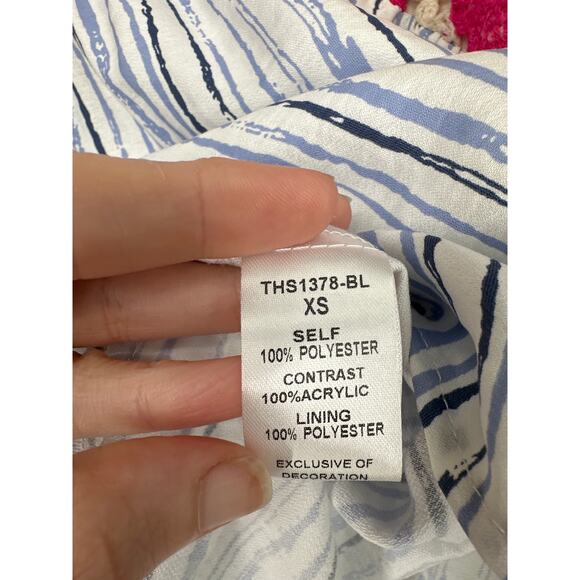 THS1378-BL
XS
SELF
100% POLYESTER
CONTRAST
100%ACRYLIC
LINING
100% POLYESTER
EXCLUSIVE OF
DECORATION